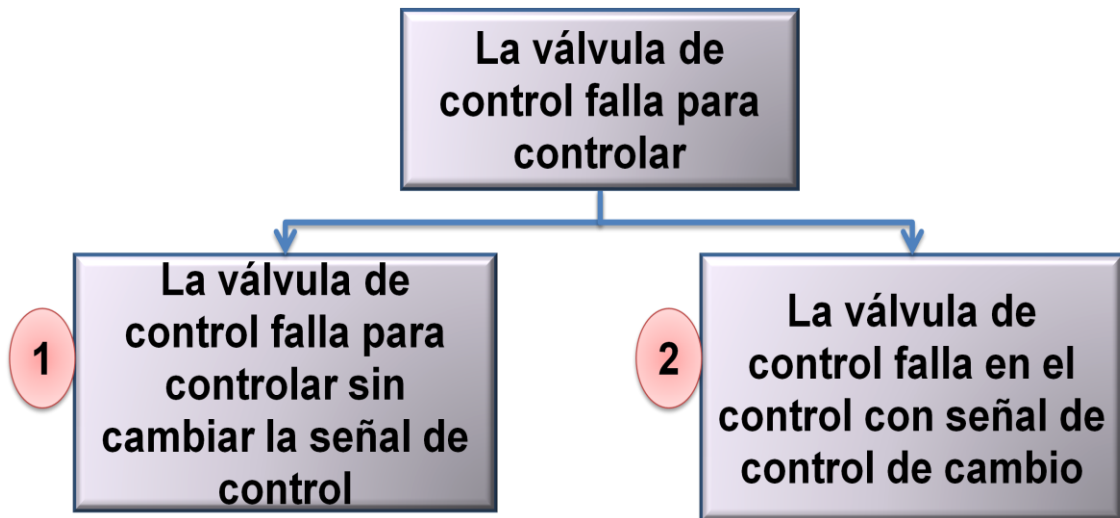 La válvula de
control falla para
controlar
1
La válvula de
control falla para
controlar sin
cambiar la señal de
control
2
La válvula de
control falla en el
control con señal de
control de cambio